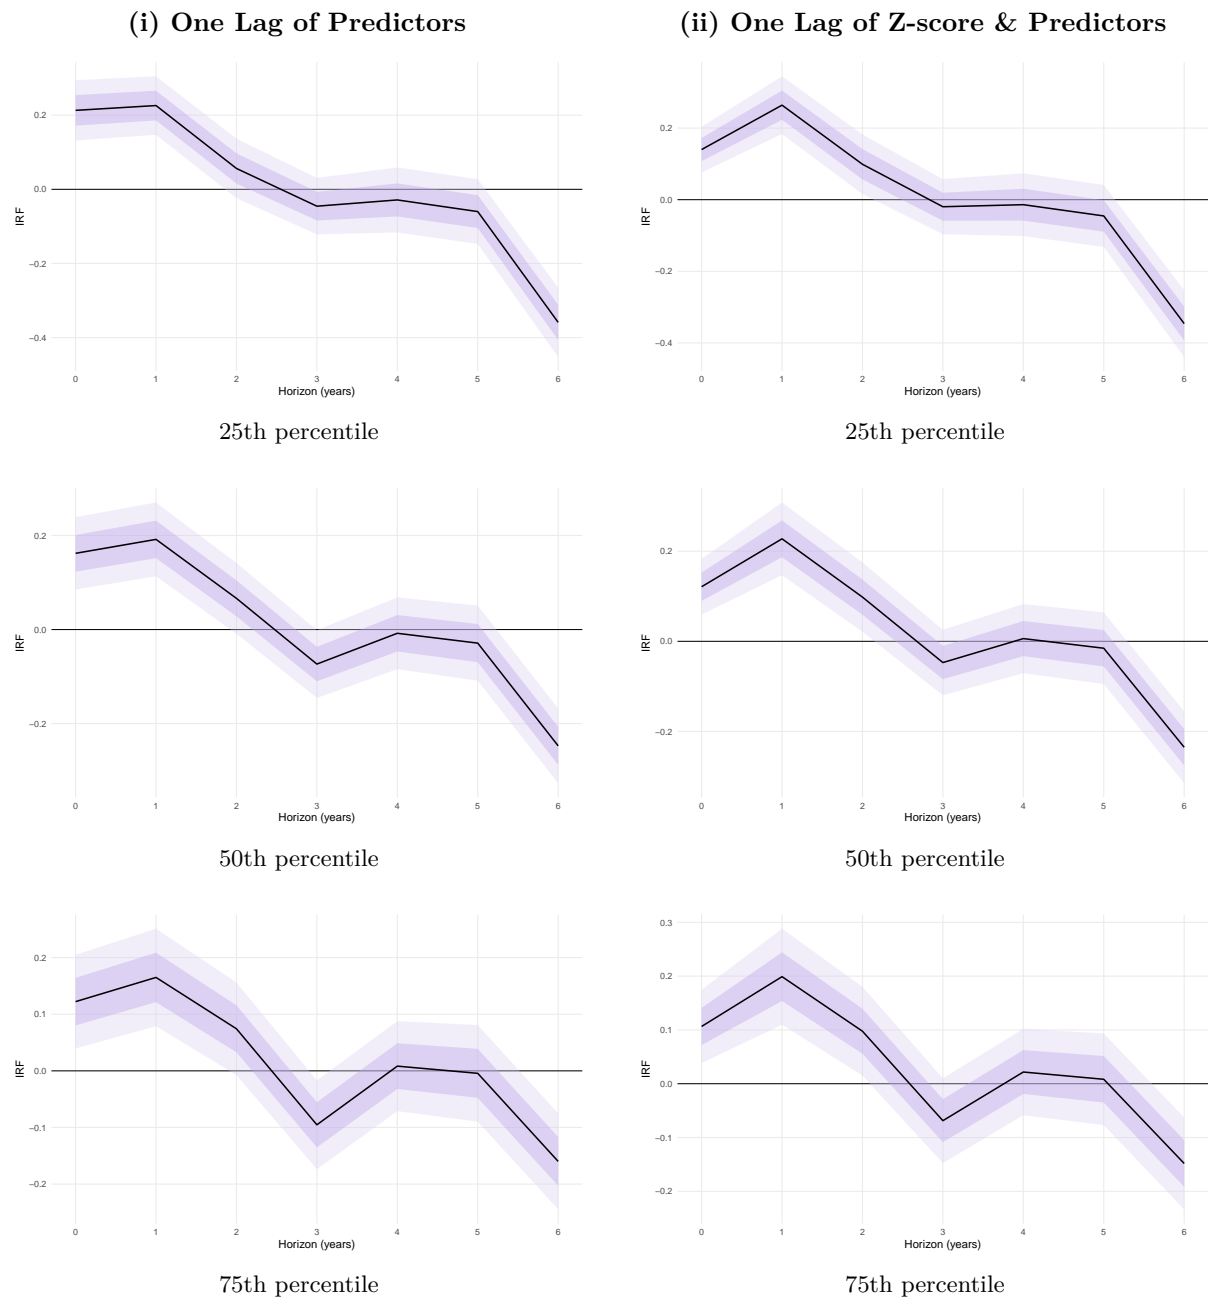 (i) One Lag of Predictors
(ii) One Lag of Z-score & Predictors
IRF
0.2
0.0
−0.2
−0.4
0 1 2 3 4 5 6
Horizon (years)
25th percentile
IRF
0.2
0.0
−0.2
−0.4
0 1 2 3 4 5 6
Horizon (years)
25th percentile
IRF
0.2
0.0
−0.2
0 1 2 3 4 5 6
Horizon (years)
50th percentile
IRF
0.2
0.0
−0.2
0 1 2 3 4 5 6
Horizon (years)
50th percentile
IRF
0.2
0.1
0.0
−0.1
−0.2
0 1 2 3 4 5 6
Horizon (years)
75th percentile
IRF
0.3
0.2
0.1
0.0
−0.1
−0.2
0 1 2 3 4 5 6
Horizon (years)
75th percentile